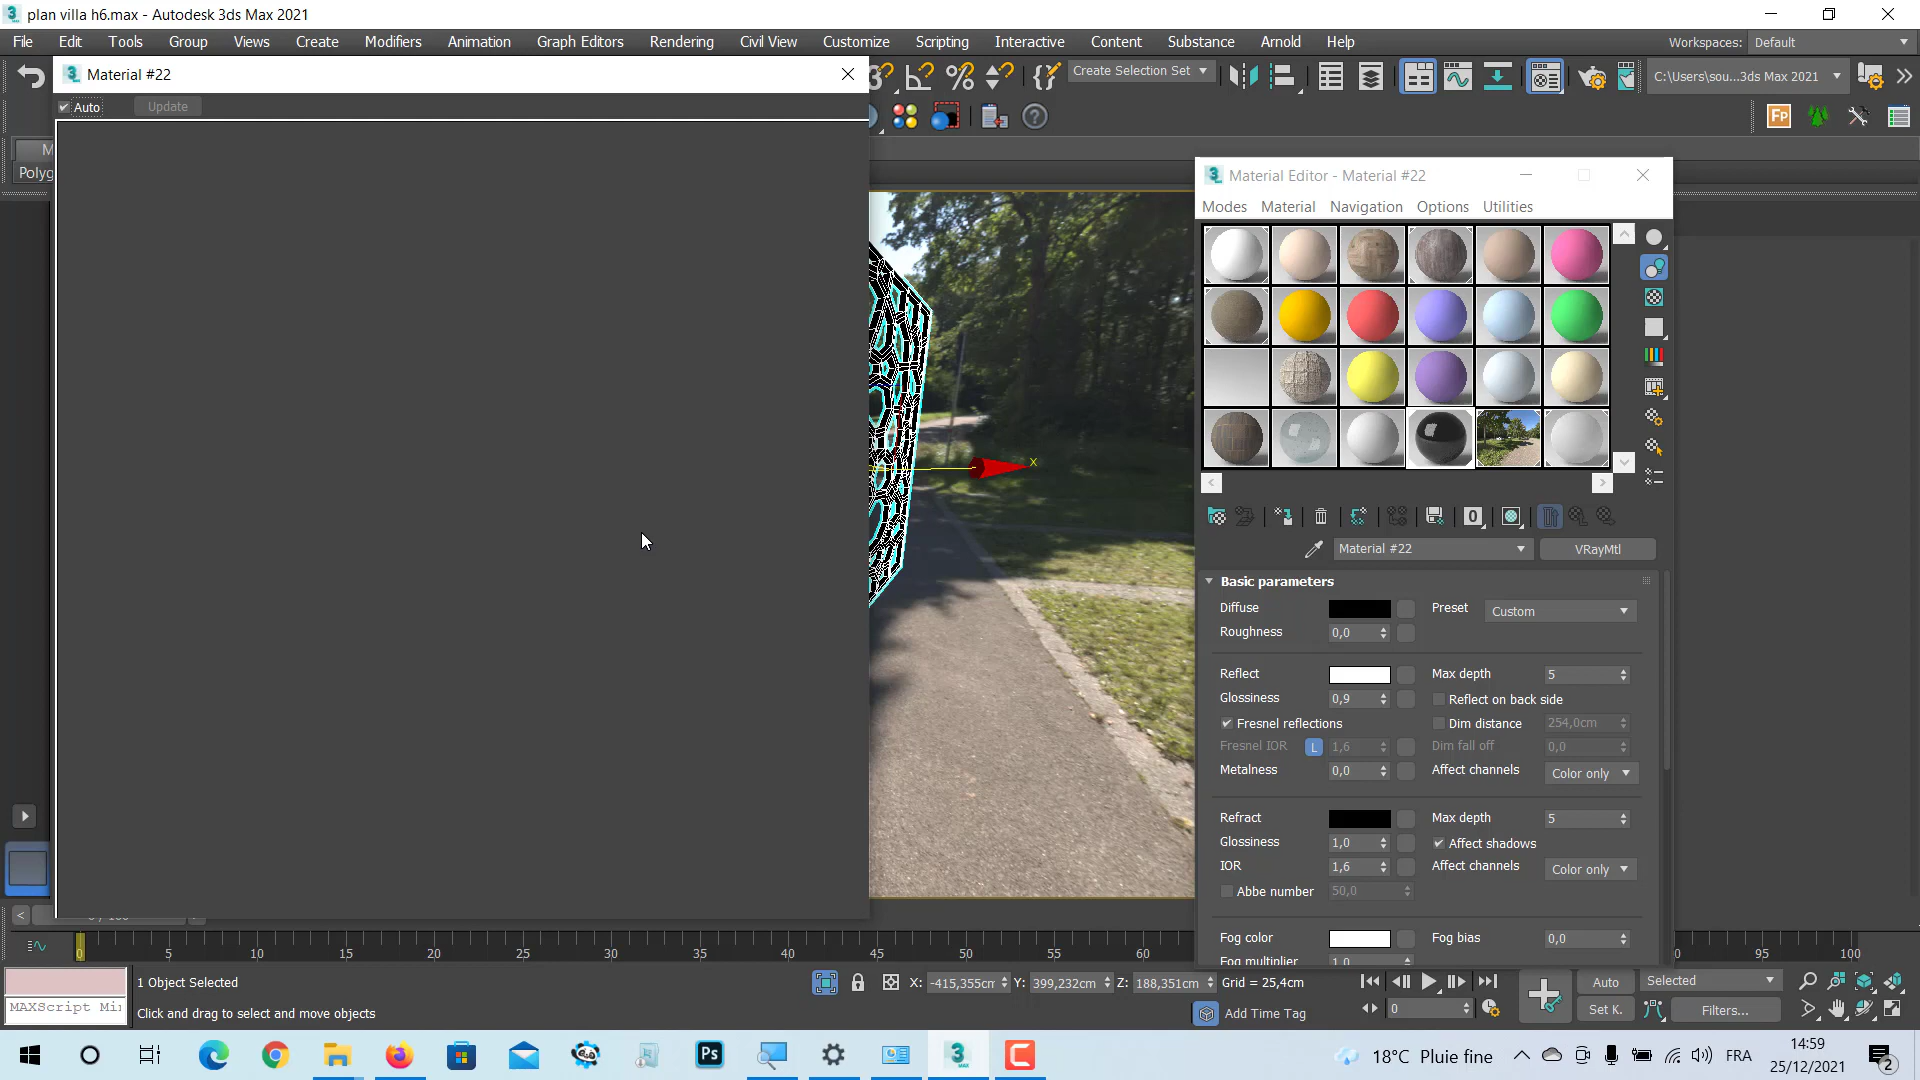 plan villa h6.max - Autodesk 3ds Max 2021
File Edit Tools Group Views Create Modifiers Animation Graph Editors Rendering Civil View Customize Scripting Interactive Content Substance Arnold Help Workspaces: Default
Material #22
Create Selection Set
C:\Users\sou...3ds Max 2021
Auto Update
Polyg
Material Editor - Material #22
Modes Material Navigation Options Utilities
x
Material #22 VRayMtl
Basic parameters
Diffuse Preset Custom
Roughness 0,0
Reflect Max depth 5
Glossiness 0,9 Reflect on back side
Fresnel reflections Dim distance 254,0cm
Fresnel IOR L 1,6 Dim fall off 0,0
Metalness 0,0 Affect channels Color only
Refract Max depth 5
Glossiness 1,0 Affect shadows
IOR 1,6 Affect channels Color only
Abbe number 50,0
Fog color Fog bias 0,0
Fog multiplier 1,0
0 5 10 15 20 25 30 35 40 45 50 55 60 95 100
1 Object Selected X: -415,355cm Y: 399,232cm Z: 188,351cm Grid = 25,4cm Auto Selected
MAXScript Mi
Click and drag to select and move objects Add Time Tag 0 Set K. Filters...
Ps 18°C Pluie fine FRA 14:59
25/12/2021 2